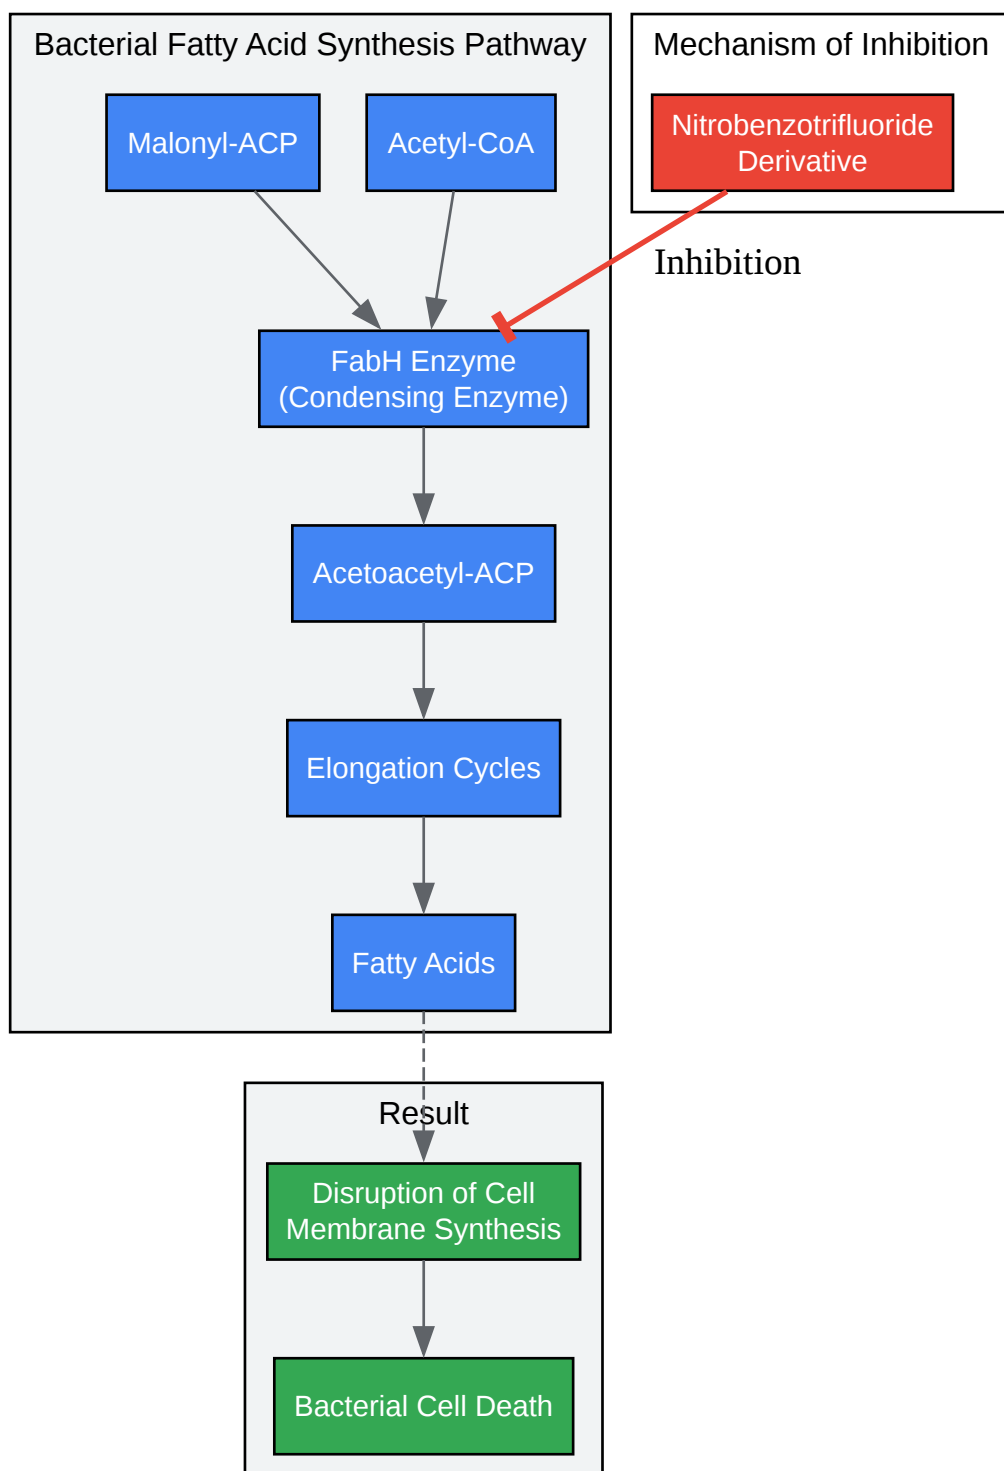 Bacterial Fatty Acid Synthesis Pathway
Mechanism of Inhibition
Malonyl-ACP
Acetyl-CoA
Nitrobenzotrifluoride
Derivative
Inhibition
FabH Enzyme
(Condensing Enzyme)
Acetoacetyl-ACP
Elongation Cycles
Fatty Acids
Result
Disruption of Cell
Membrane Synthesis
Bacterial Cell Death